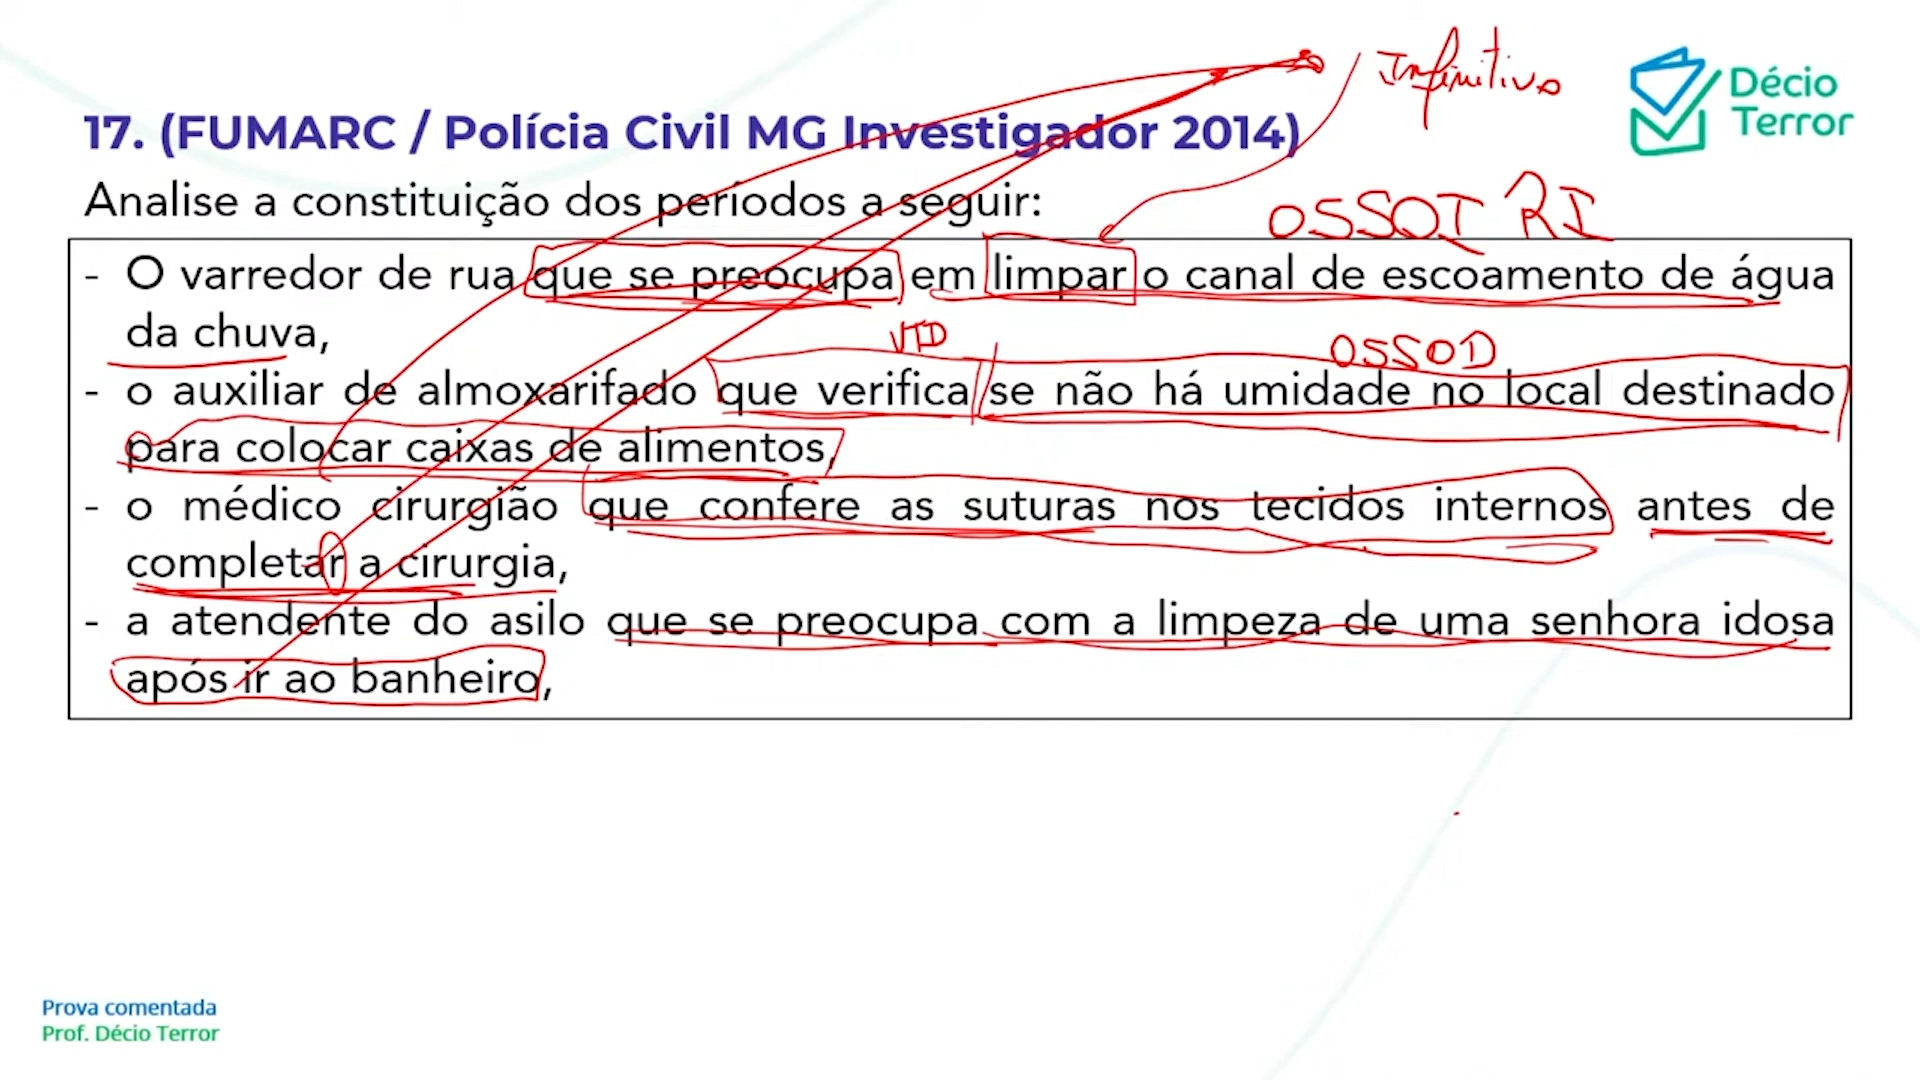 Infinitivo
Décio
Terror
17. (FUMARC / Polícia Civil MG Investigador 2014)
Analise a constituição dos períodos a seguir:
OSSOI RI
- O varredor de rua que se preocupa em limpar o canal de escoamento de água
da chuva,
VTD
OSSOD
- o auxiliar de almoxarifado que verifica se não há umidade no local destinado
para colocar caixas de alimentos,
- o médico cirurgião que confere as suturas nos tecidos internos antes de
completar a cirurgia,
- a atendente do asilo que se preocupa com a limpeza de uma senhora idosa
após ir ao banheiro,
Prova comentada
Prof. Décio Terror